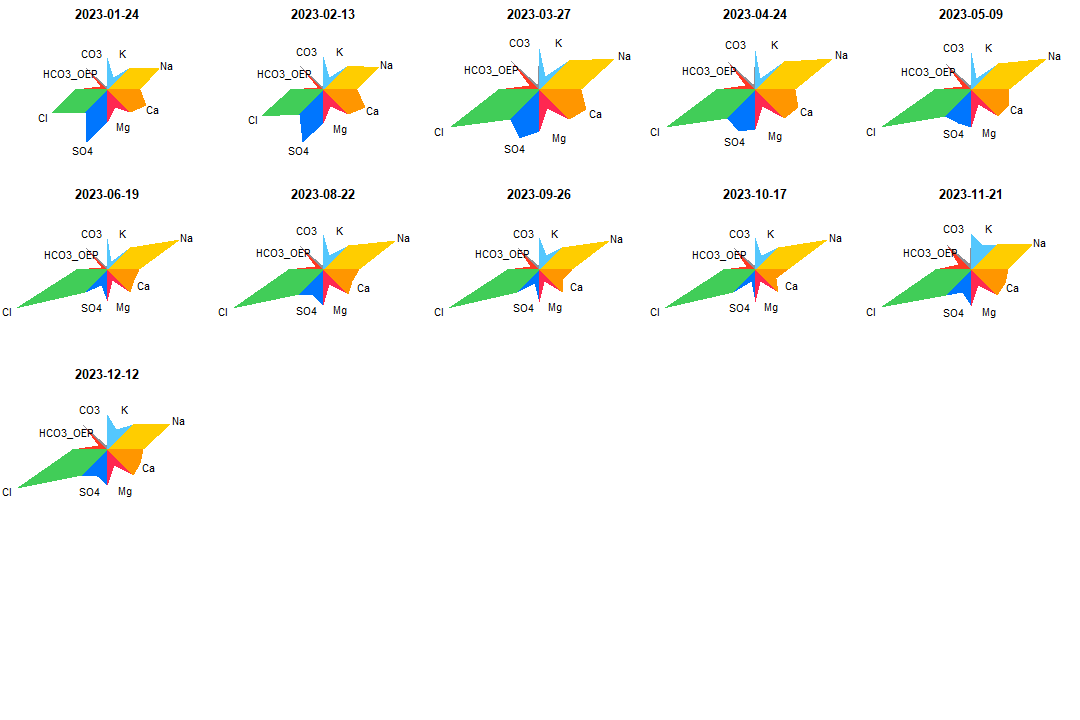 2023-01-24
CO3 K
HCO3_OEP Na
Cl Ca
Mg
SO4
2023-02-13
CO3 K
HCO3_OEP Na
Cl Ca
Mg
SO4
2023-03-27
CO3 K
HCO3_OEP Na
Cl Ca
Mg
SO4
2023-04-24
CO3 K
HCO3_OEP Na
Cl Ca
Mg
SO4
2023-05-09
CO3 K
HCO3_OEP Na
Cl Ca
SO4 Mg
2023-06-19
CO3 K
HCO3_OEP Na
Ca
Cl SO4 Mg
2023-08-22
CO3 K
HCO3_OEP Na
Ca
Cl SO4 Mg
2023-09-26
CO3 K
HCO3_OEP Na
Ca
Cl SO4 Mg
2023-10-17
CO3 K
HCO3_OEP Na
Ca
Cl SO4 Mg
2023-11-21
CO3 K
HCO3_OEP Na
Ca
Cl SO4 Mg
2023-12-12
CO3 K
HCO3_OEP Na
Ca
Cl SO4 Mg